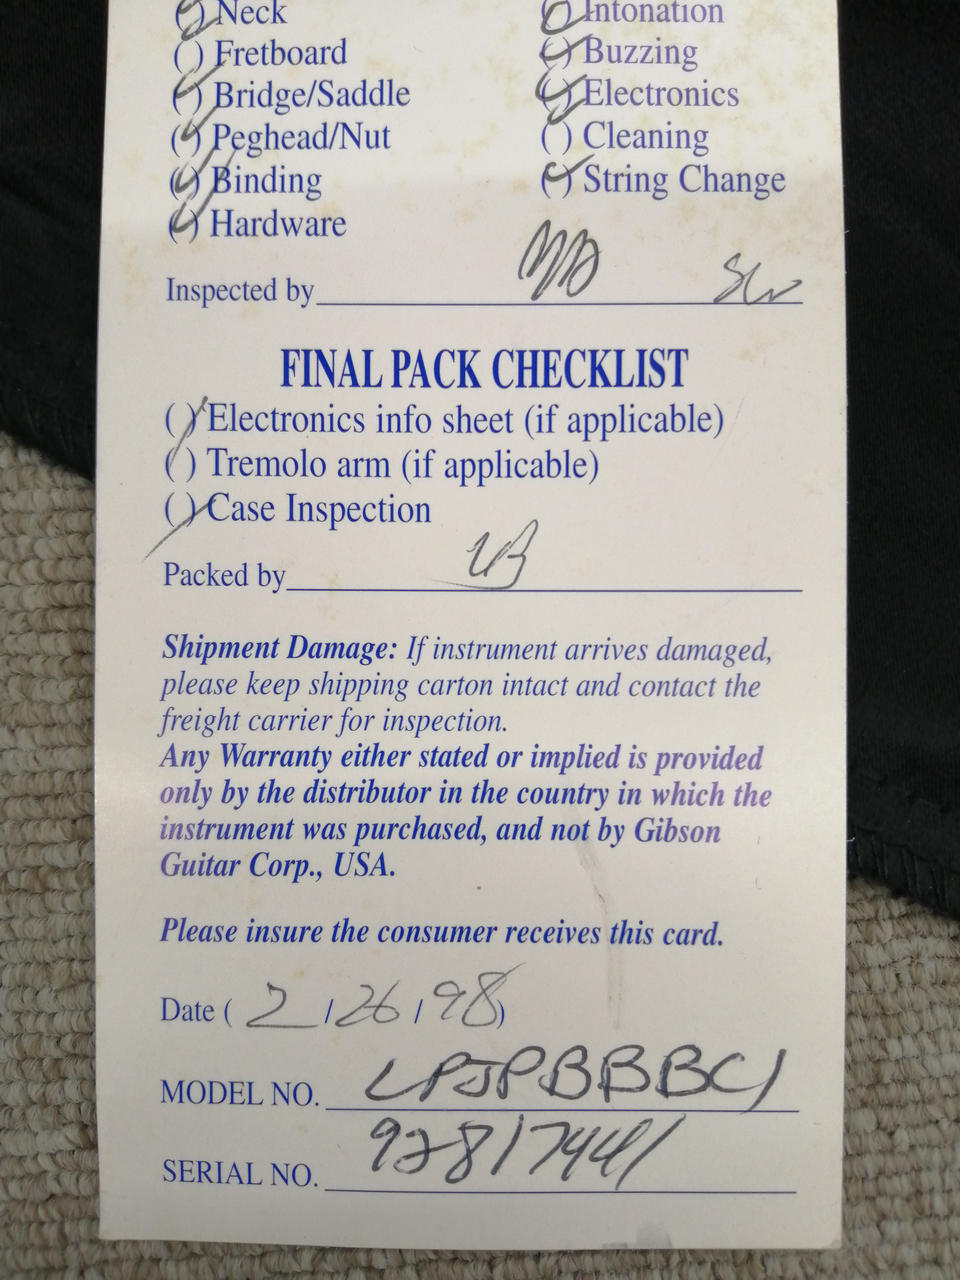 ( ) Neck
( ) Fretboard
( ) Bridge/Saddle
( ) Peghead/Nut
( ) Binding
( ) Hardware
( ) Intonation
( ) Buzzing
( ) Electronics
( ) Cleaning
( ) String Change
Inspected by
FINAL PACK CHECKLIST
( ) Electronics info sheet (if applicable)
( ) Tremolo arm (if applicable)
( ) Case Inspection
Packed by
Shipment Damage: If instrument arrives damaged,
please keep shipping carton intact and contact the
freight carrier for inspection.
Any Warranty either stated or implied is provided
only by the distributor in the country in which the
instrument was purchased, and not by Gibson
Guitar Corp., USA.
Please insure the consumer receives this card.
Date ( 2 / 26 / 98 )
MODEL NO. LPJPBBBC1
SERIAL NO. 92817441